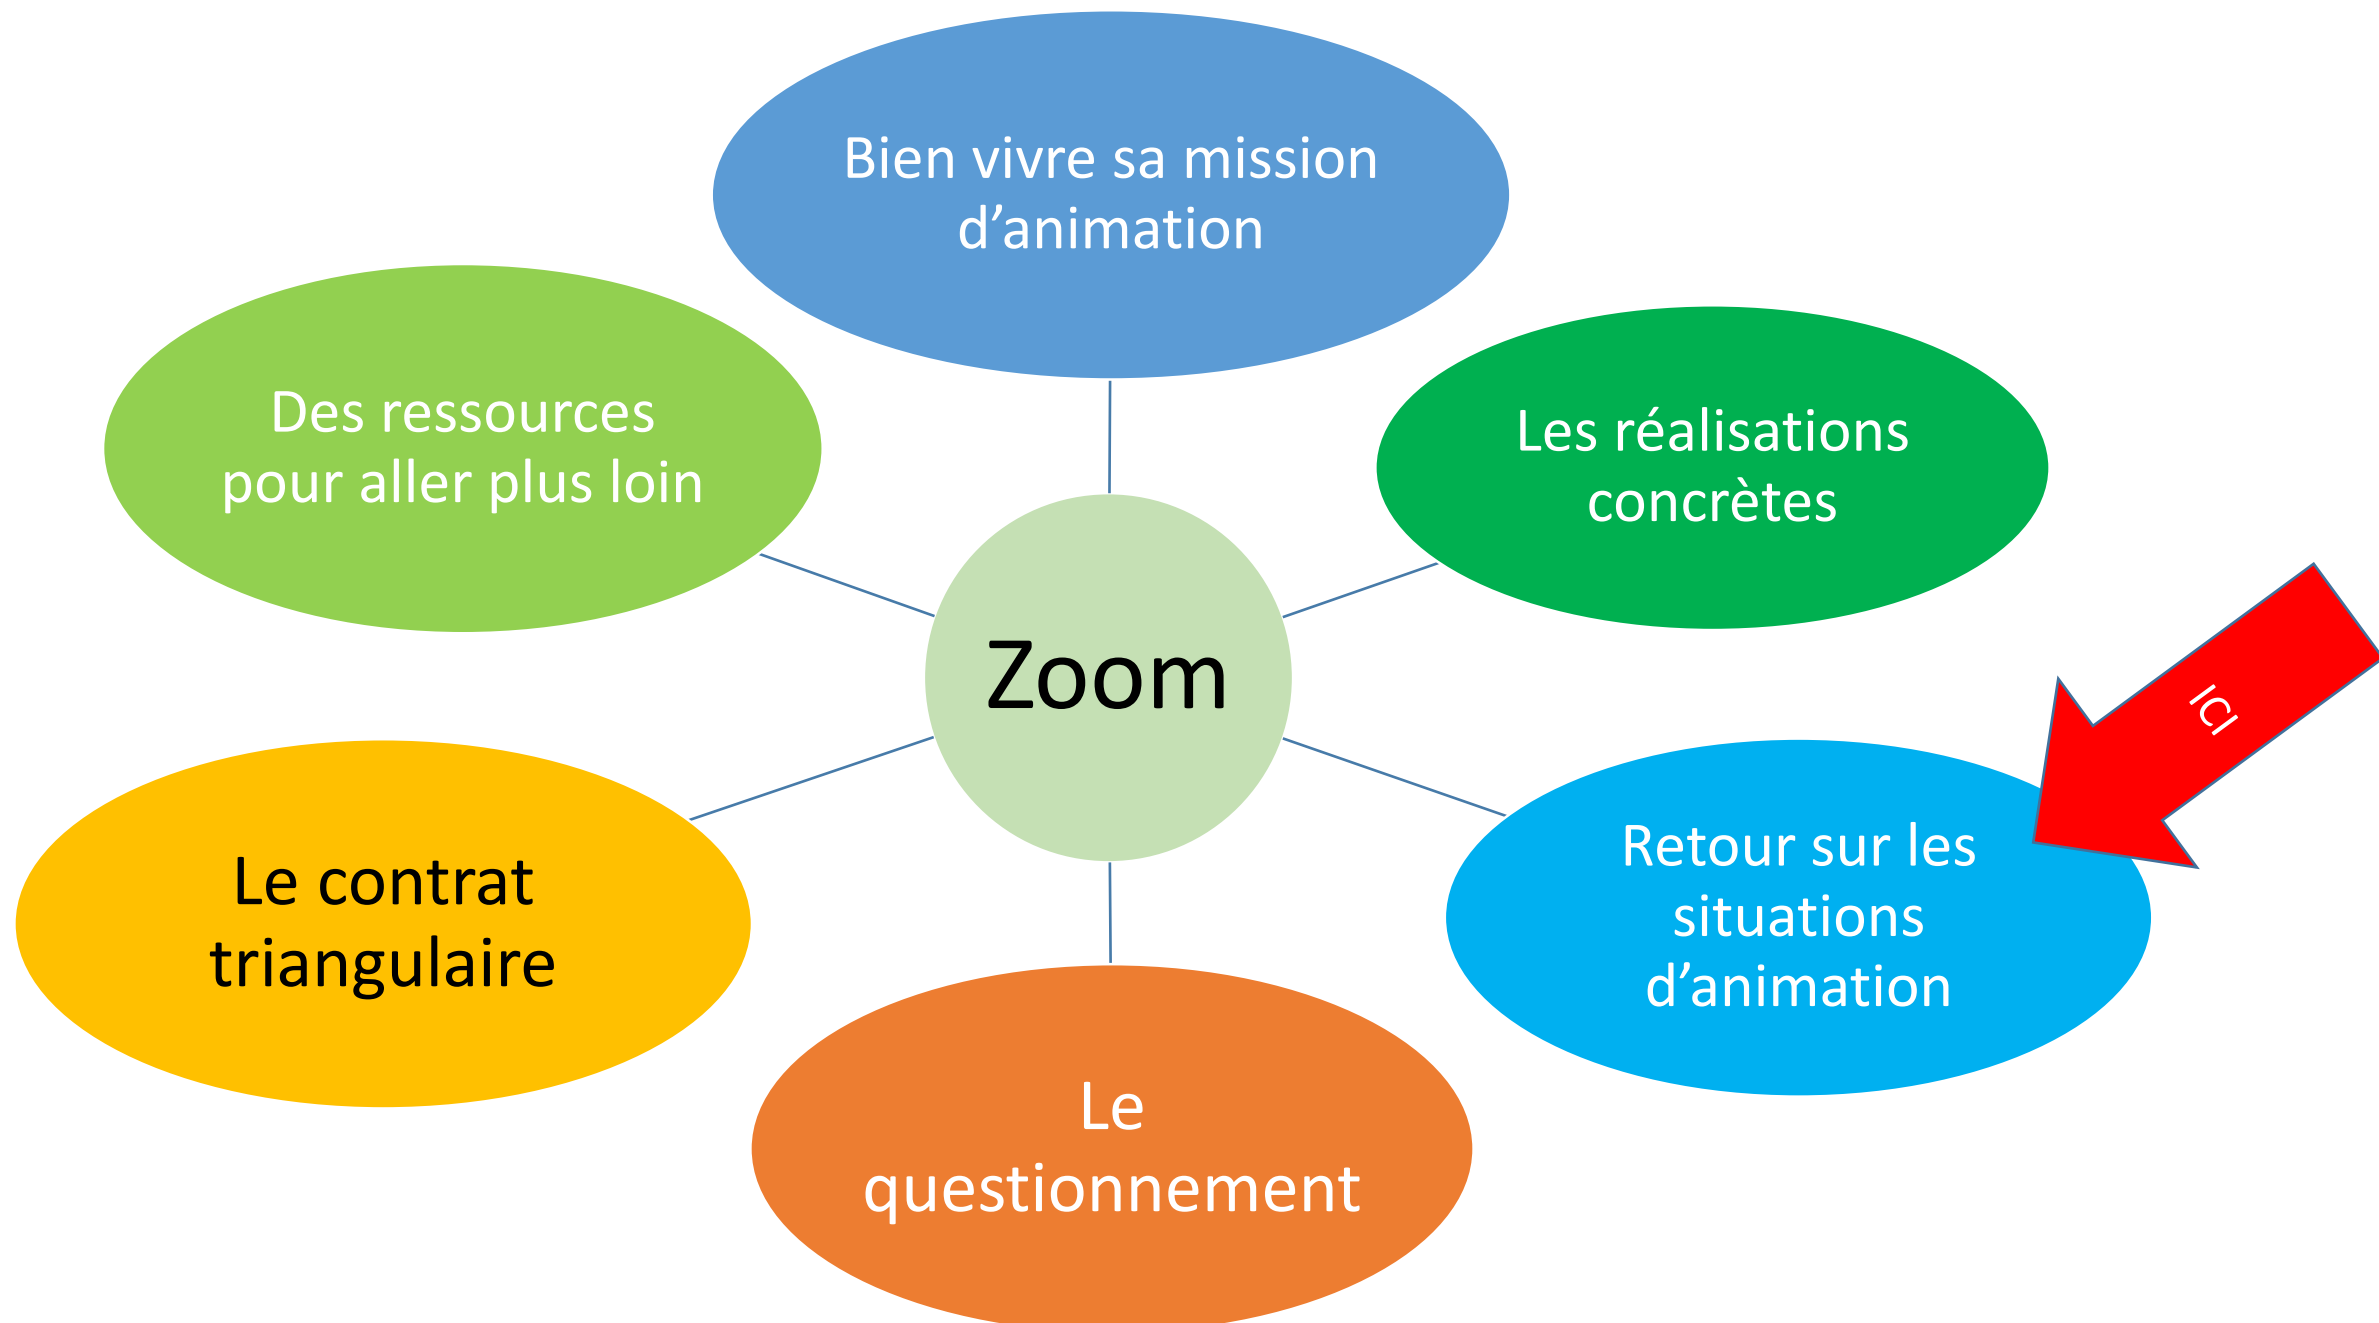 Bien vivre sa mission
d’animation
Des ressources
pour aller plus loin
Les réalisations
concrètes
Zoom
ICI
Le contrat
triangulaire
Retour sur les
situations
d’animation
Le
questionnement